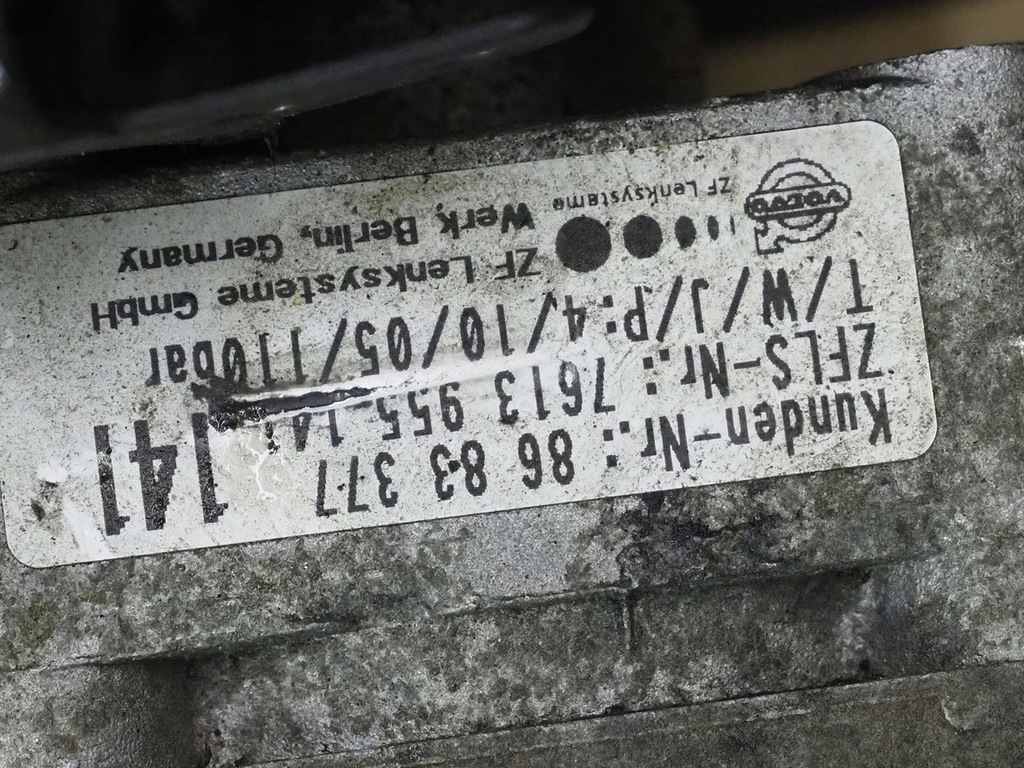 Kunden-Nr.: 86 83 377
ZFLS-Nr.: 7613 955 141
141
T/W/J/P:4/10/05/110bar
ZF Lenksysteme GmbH
Werk, Berlin, Germany
VOLVO
ZF Lenksysteme